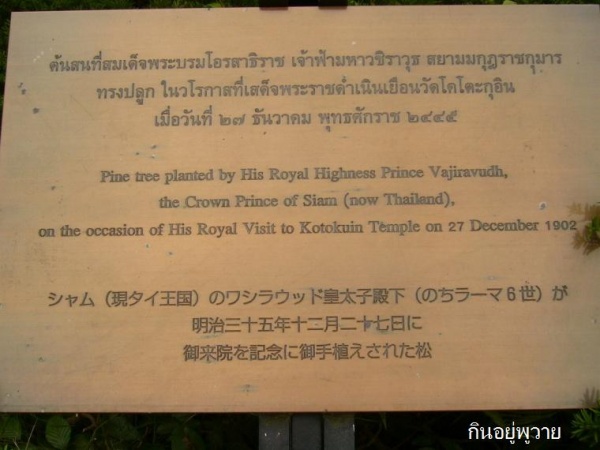 ต้นสนที่สมเด็จพระบรมโอรสาธิราช เจ้าฟ้ามหาวชิราวุธ สยามมกุฎราชกุมาร
ทรงปลูก ในวโรกาสที่เสด็จพระราชดำเนินเยือนวัดโคโตะกุอิน
เมื่อวันที่ ๒๗ ธันวาคม พุทธศักราช ๒๔๔๕
Pine tree planted by His Royal Highness Prince Vajiravudh,
the Crown Prince of Siam (now Thailand),
on the occasion of His Royal Visit to Kotokuin Temple on 27 December 1902
シャム（現タイ王国）のワシラウッド皇太子殿下（のちラーマ6世）が
明治三十五年十二月二十七日に
御来院を記念に御手植えされた松
กินอยู่พูวาย